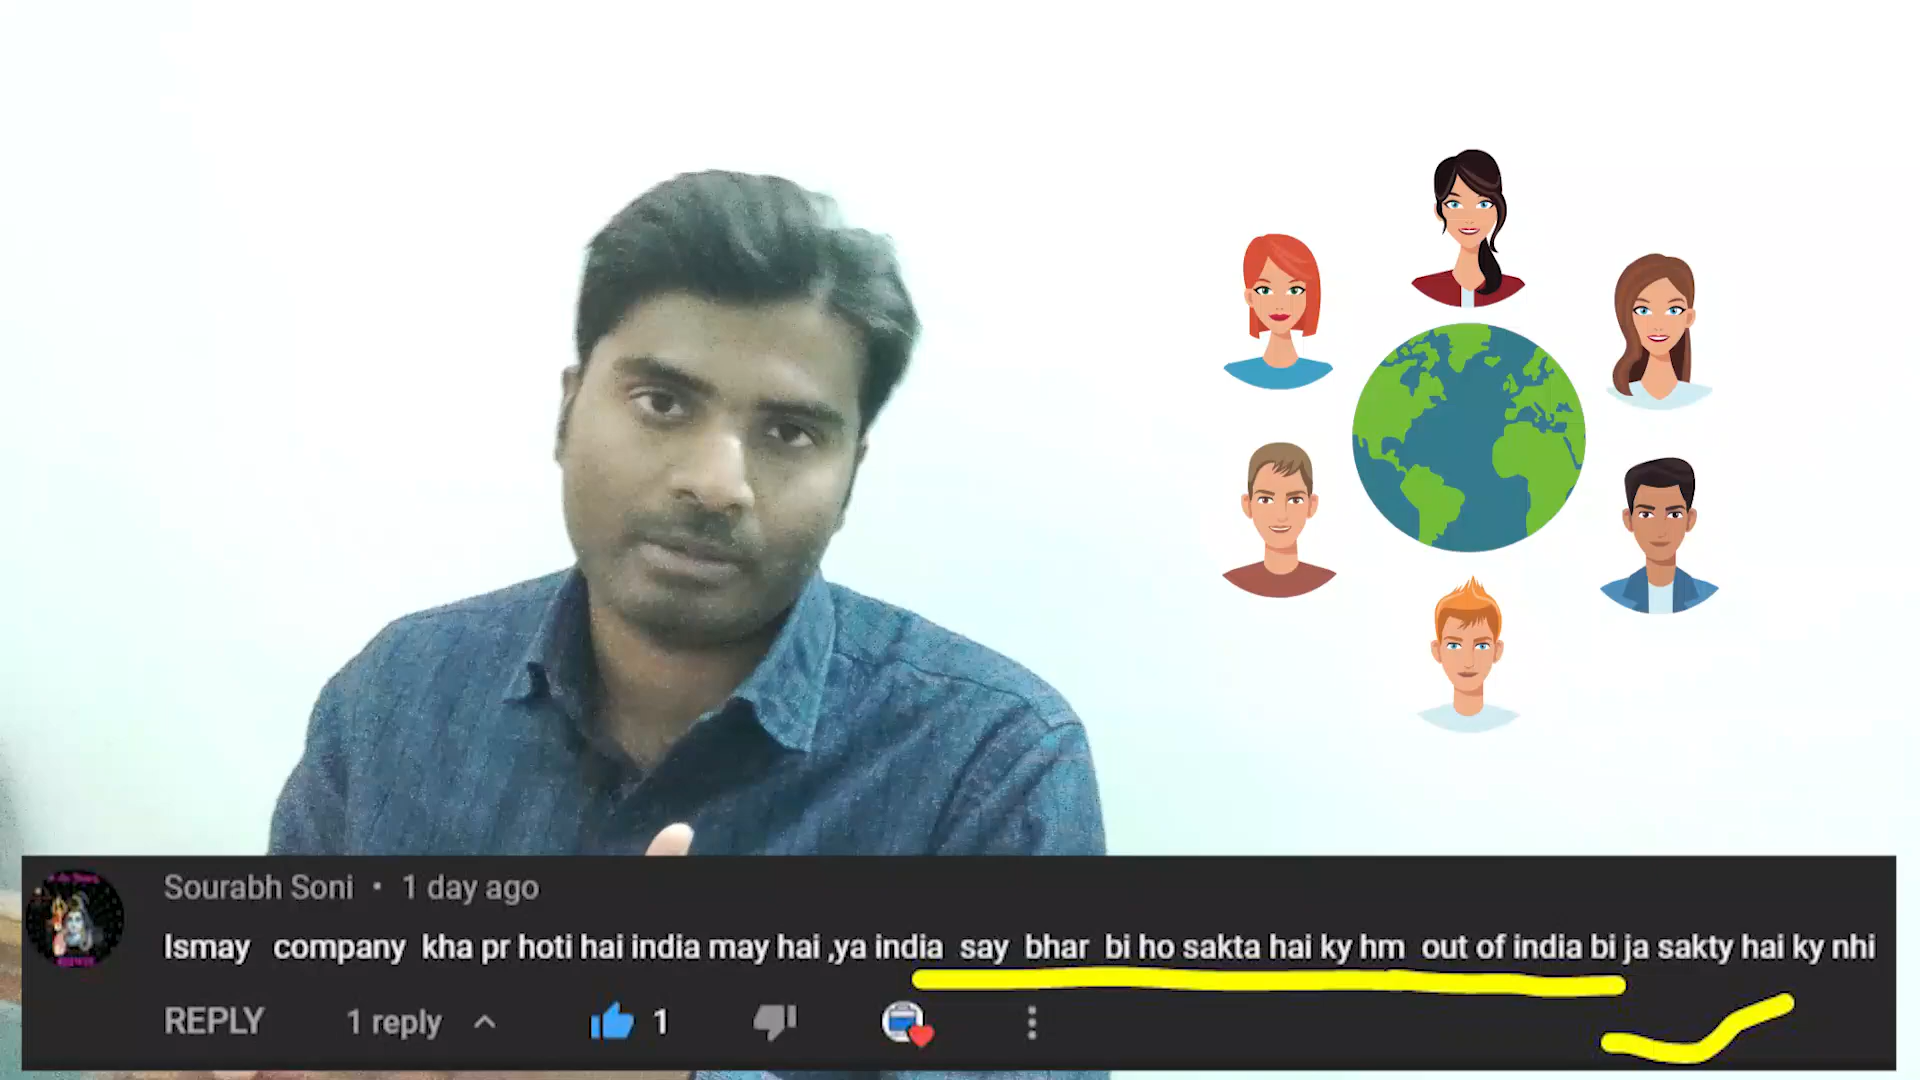 Sourabh Soni • 1 day ago
Ismay company kha pr hoti hai india may hai ,ya india say bhar bi ho sakta hai ky hm out of india bi ja sakty hai ky nhi
REPLY 1 reply 1